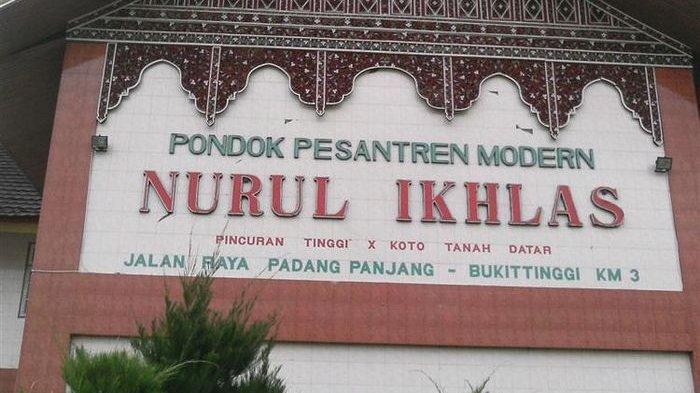 PONDOK PESANTREN MODERN
NURUL IKHLAS
PINCURAN TINGGI X KOTO TANAH DATAR
JALAN RAYA PADANG PANJANG - BUKITTINGGI KM 3